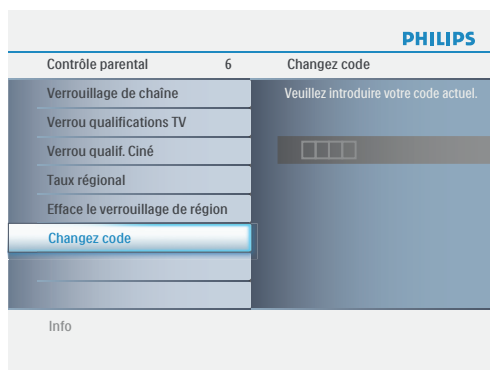 PHILIPS
Contrôle parental 6 Changez code
Verrouillage de chaîne
Veuillez introduire votre code actuel.
Verrou qualifications TV
Verrou qualif. Ciné
Taux régional
Efface le verrouillage de région
Changez code
Info